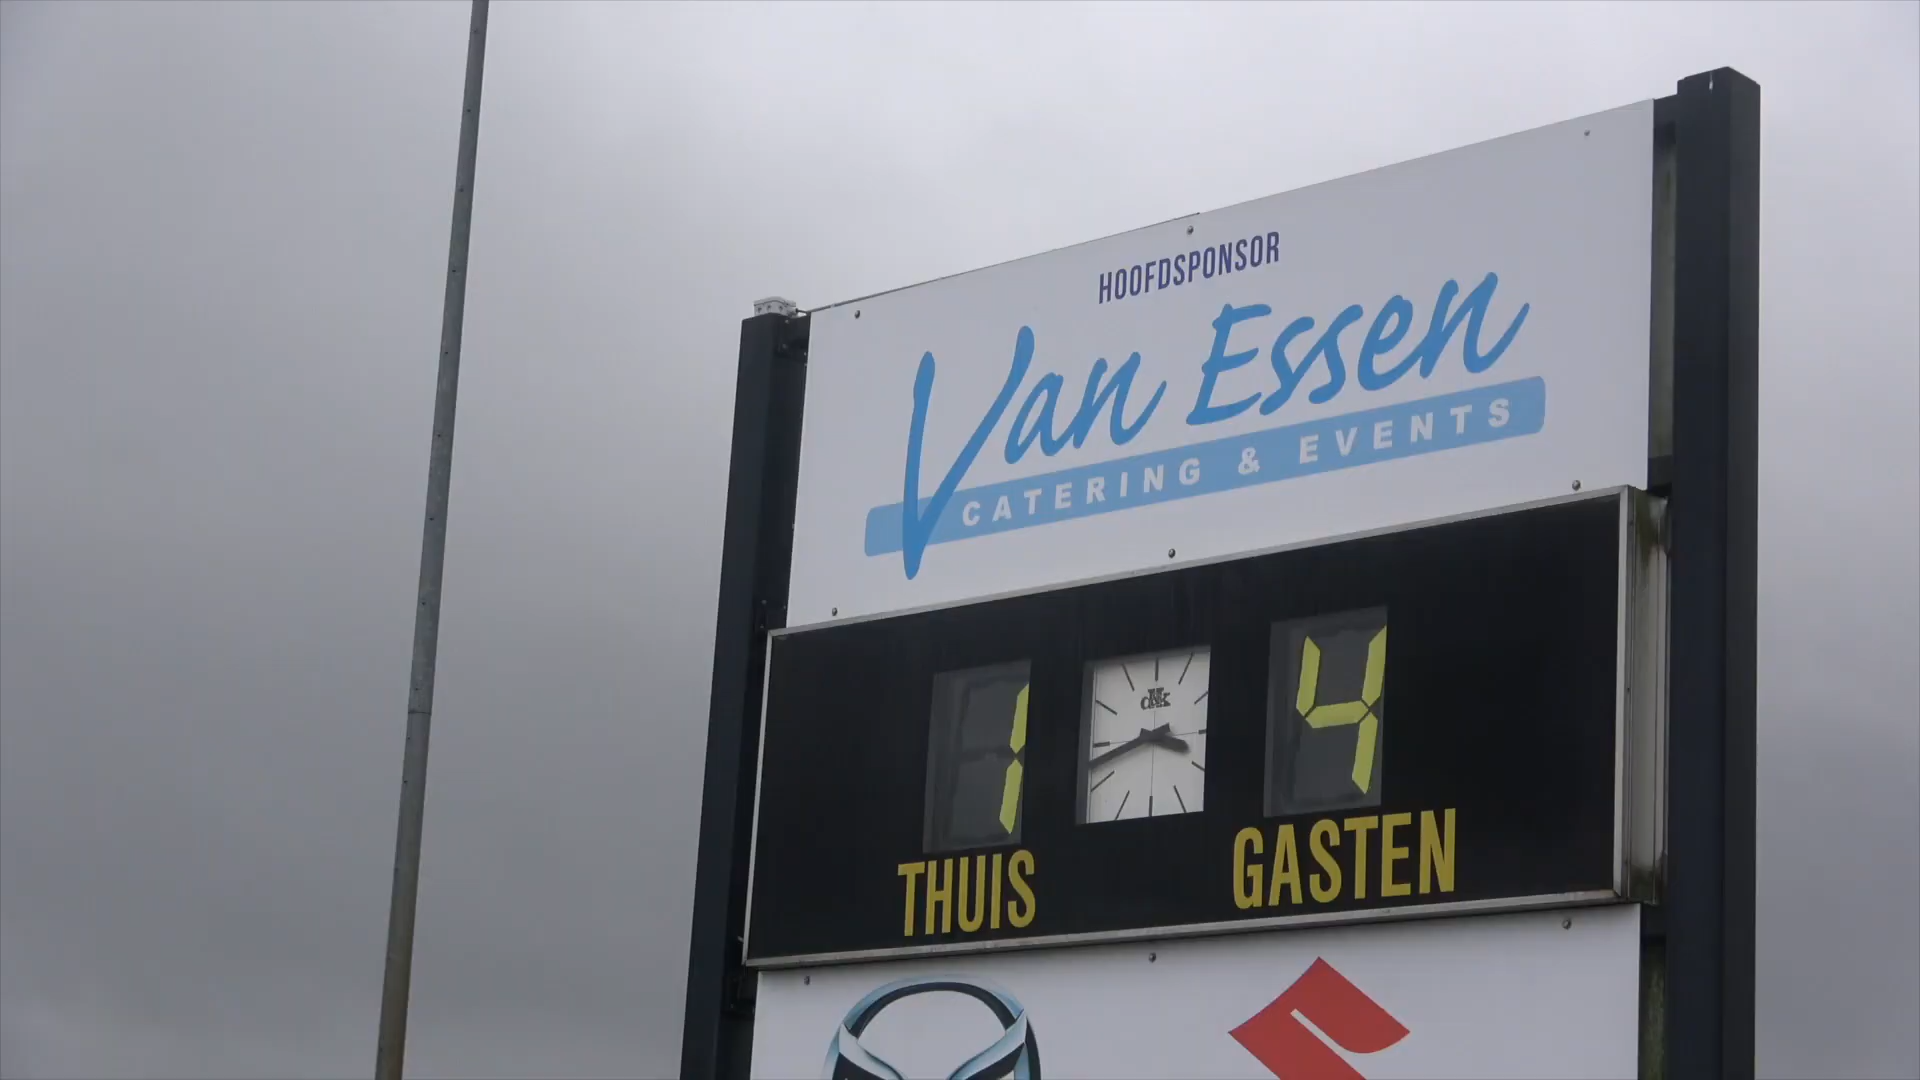 HOOFDSPONSOR
Van Essen
CATERING & EVENTS
1 4
THUIS GASTEN